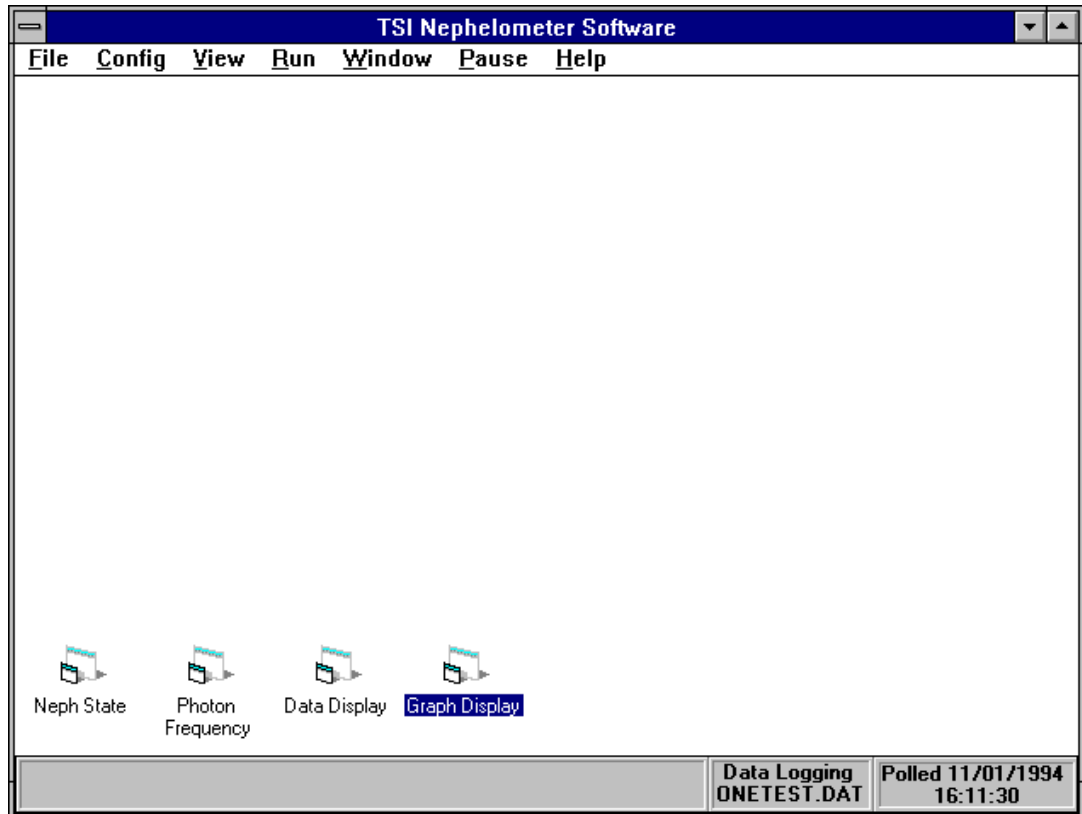 TSI Nephelometer Software
File Config View Run Window Pause Help
Neph State
Photon
Frequency
Data Display
Graph Display
Data Logging
ONETEST.DAT
Polled 11/01/1994
16:11:30